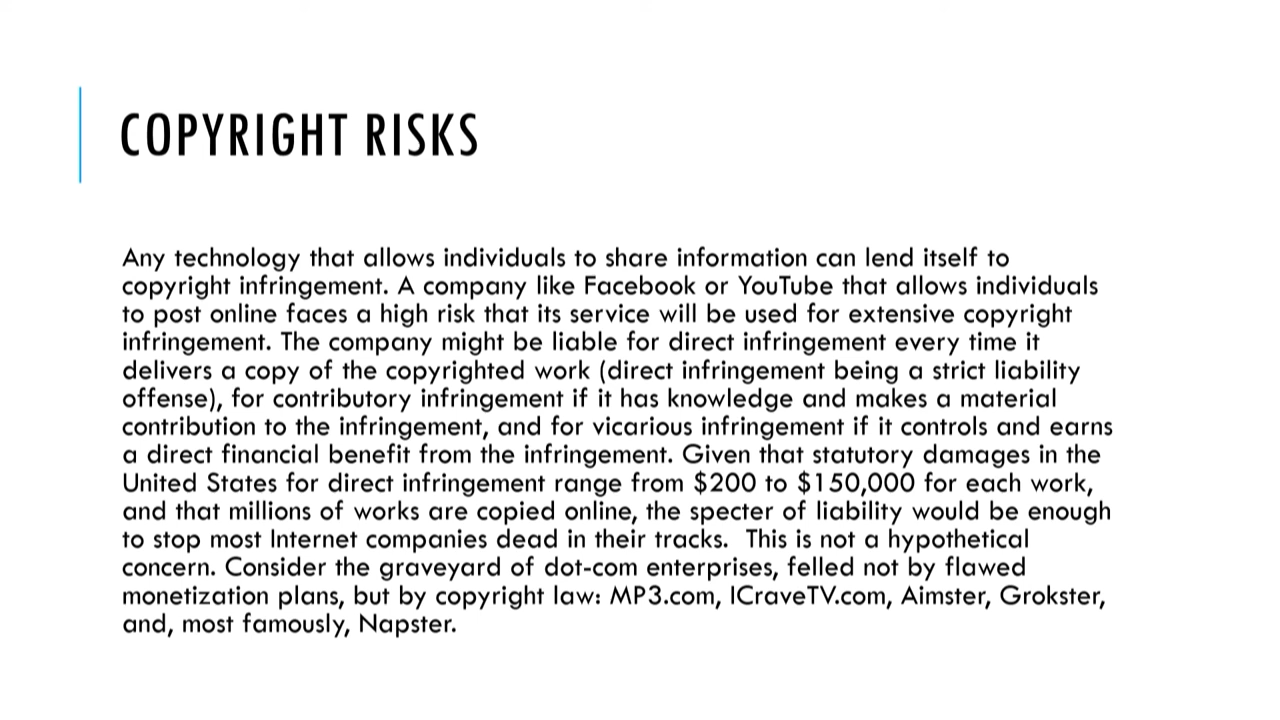 COPYRIGHT RISKS
Any technology that allows individuals to share information can lend itself to
copyright infringement. A company like Facebook or YouTube that allows individuals
to post online faces a high risk that its service will be used for extensive copyright
infringement. The company might be liable for direct infringement every time it
delivers a copy of the copyrighted work (direct infringement being a strict liability
offense), for contributory infringement if it has knowledge and makes a material
contribution to the infringement, and for vicarious infringement if it controls and earns
a direct financial benefit from the infringement. Given that statutory damages in the
United States for direct infringement range from $200 to $150,000 for each work,
and that millions of works are copied online, the specter of liability would be enough
to stop most Internet companies dead in their tracks.  This is not a hypothetical
concern. Consider the graveyard of dot-com enterprises, felled not by flawed
monetization plans, but by copyright law: MP3.com, ICraveTV.com, Aimster, Grokster,
and, most famously, Napster.